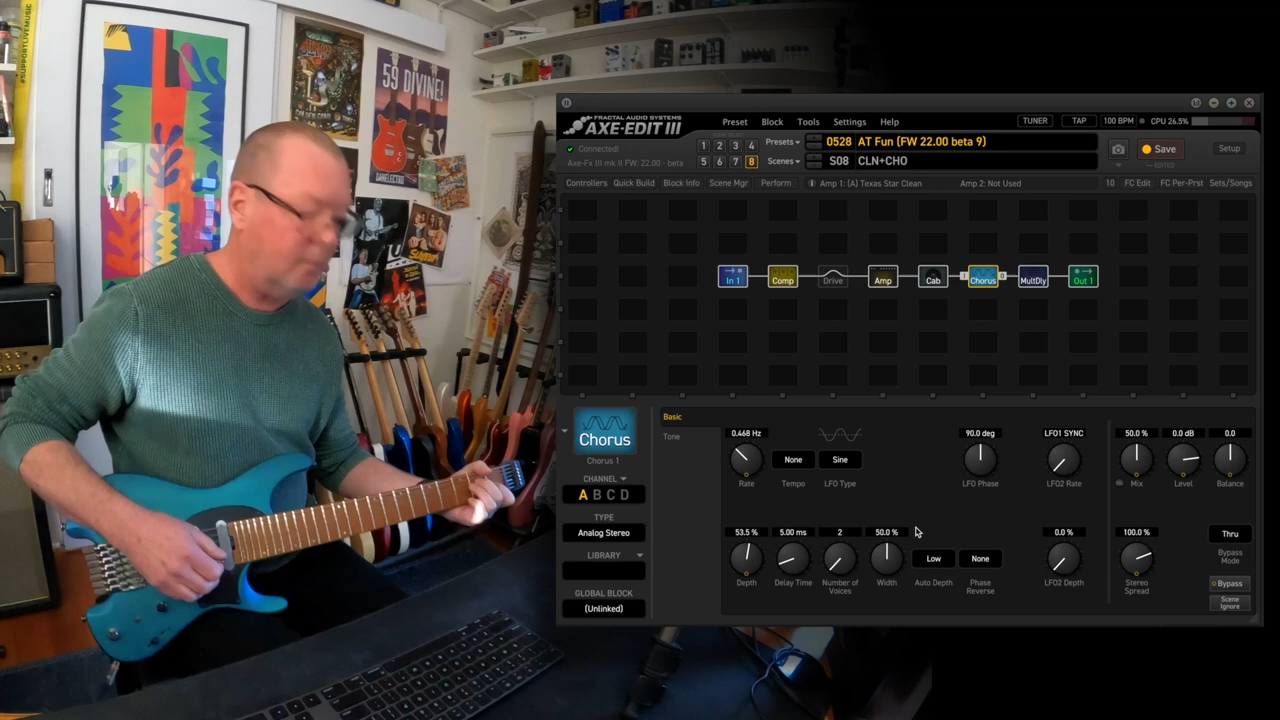 #SUPPORTLIVEMUSIC
59 DIVINE!
DANELECTRO
FRACTAL AUDIO SYSTEMS
AXE-EDIT III
Preset Block Tools Settings Help
TUNER TAP 100 BPM CPU 26.5%
Connected!
Axe-Fx III mk II FW: 22.00 - beta
SCENE SELECT
1 2 3 4
5 6 7 8
Presets 0528 AT Fun (FW 22.00 beta 9)
Scenes S08 CLN+CHO
Save
EDITED
Setup
Controllers Quick Build Block Info Scene Mgr Perform Amp 1: (A) Texas Star Clean Amp 2: Not Used 10 FC Edit FC Per-Prst Sets/Songs
In 1 Comp Drive Amp Cab I Chorus O MultDly Out 1
Chorus
Chorus 1
CHANNEL
A B C D
TYPE
Analog Stereo
LIBRARY
GLOBAL BLOCK
(Unlinked)
Basic
Tone
0.468 Hz 90.0 deg LFO1 SYNC 50.0 % 0.0 dB 0.0
None Sine
Rate Tempo LFO Type LFO Phase LFO2 Rate Mix Level Balance
53.5 % 5.00 ms 2 50.0 % 0.0 % 100.0 %
Thru
Low None
Depth Delay Time Number of Voices Width Auto Depth Phase Reverse LFO2 Depth Stereo Spread
Bypass Mode
Bypass
Scene Ignore